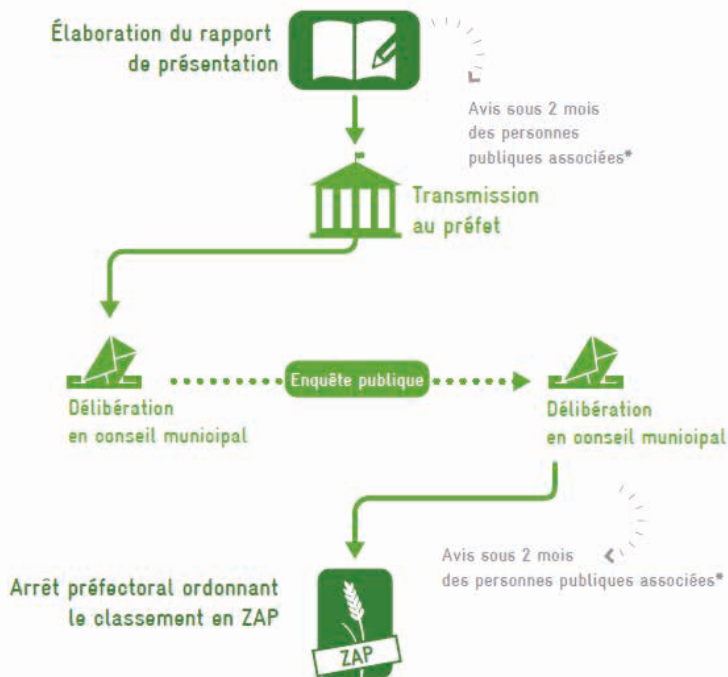 Élaboration du rapport
de présentation
Avis sous 2 mois
des personnes
publiques associées*
Transmission
au préfet
Délibération
en conseil municipal
Enquête publique
Délibération
en conseil municipal
Avis sous 2 mois
des personnes publiques associées*
Arrêt préfectoral ordonnant
le classement en ZAP
ZAP